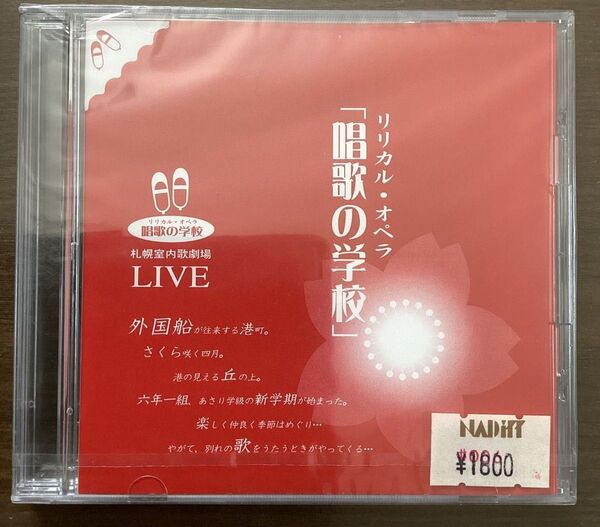 リリカル・オペラ
「唱歌の学校」
リリカル・オペラ
唱歌の学校
札幌室内歌劇場
LIVE
外国船が往来する港町。
さくら咲く四月。
港の見える丘の上。
六年一組、あさり学級の新学期が始まった。
楽しく仲良く季節はめぐり…
やがて、別れの歌をうたうときがやってくる…
NADiff
¥1800